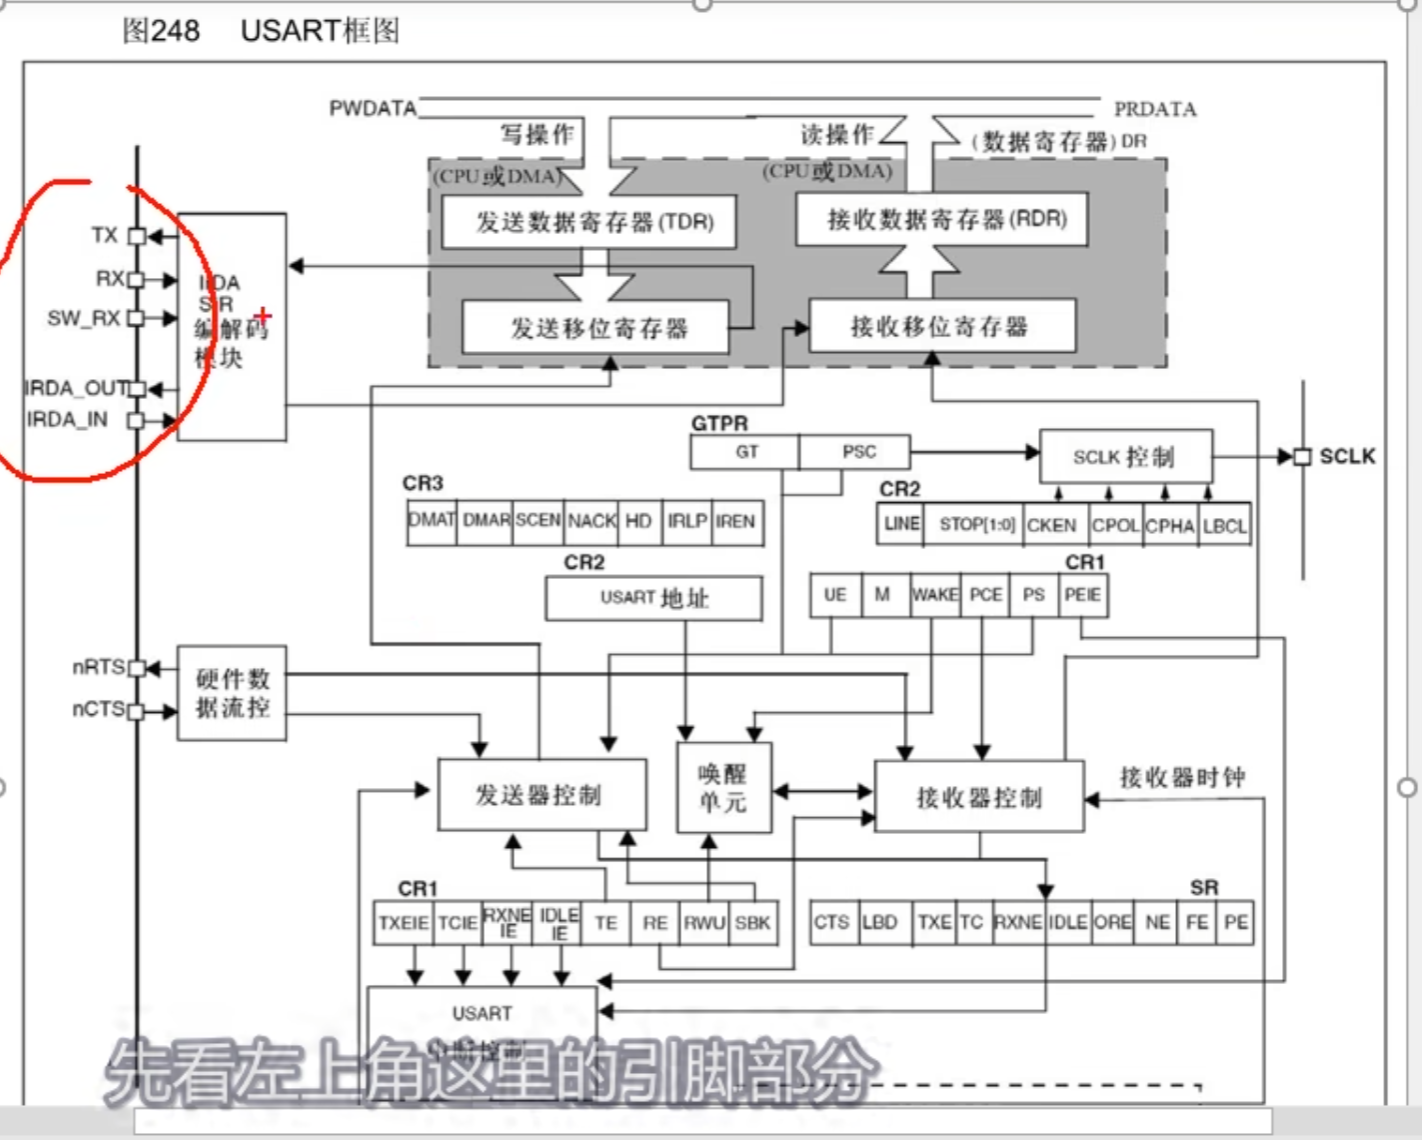 图248 USART框图
PWDATA
PRDATA
写操作
读操作
(数据寄存器)DR
(CPU或DMA)
(CPU或DMA)
发送数据寄存器(TDR)
接收数据寄存器(RDR)
TX
RX
SW_RX
IRDA_OUT
IRDA_IN
IrDA
SIR
编解码
模块
发送移位寄存器
接收移位寄存器
GTPR
GT PSC
SCLK 控制
SCLK
CR3
DMAT DMAR SCEN NACK HD IRLP IREN
CR2
LINE STOP[1:0] CKEN CPOL CPHA LBCL
CR2
USART 地址
CR1
UE M WAKE PCE PS PEIE
nRTS
nCTS
硬件数
据流控
发送器控制
唤醒
单元
接收器控制
接收器时钟
CR1
TXEIE TCIE RXNE IE IDLE IE TE RE RWU SBK
SR
CTS LBD TXE TC RXNE IDLE ORE NE FE PE
USART
中断控制
先看左上角这里的引脚部分